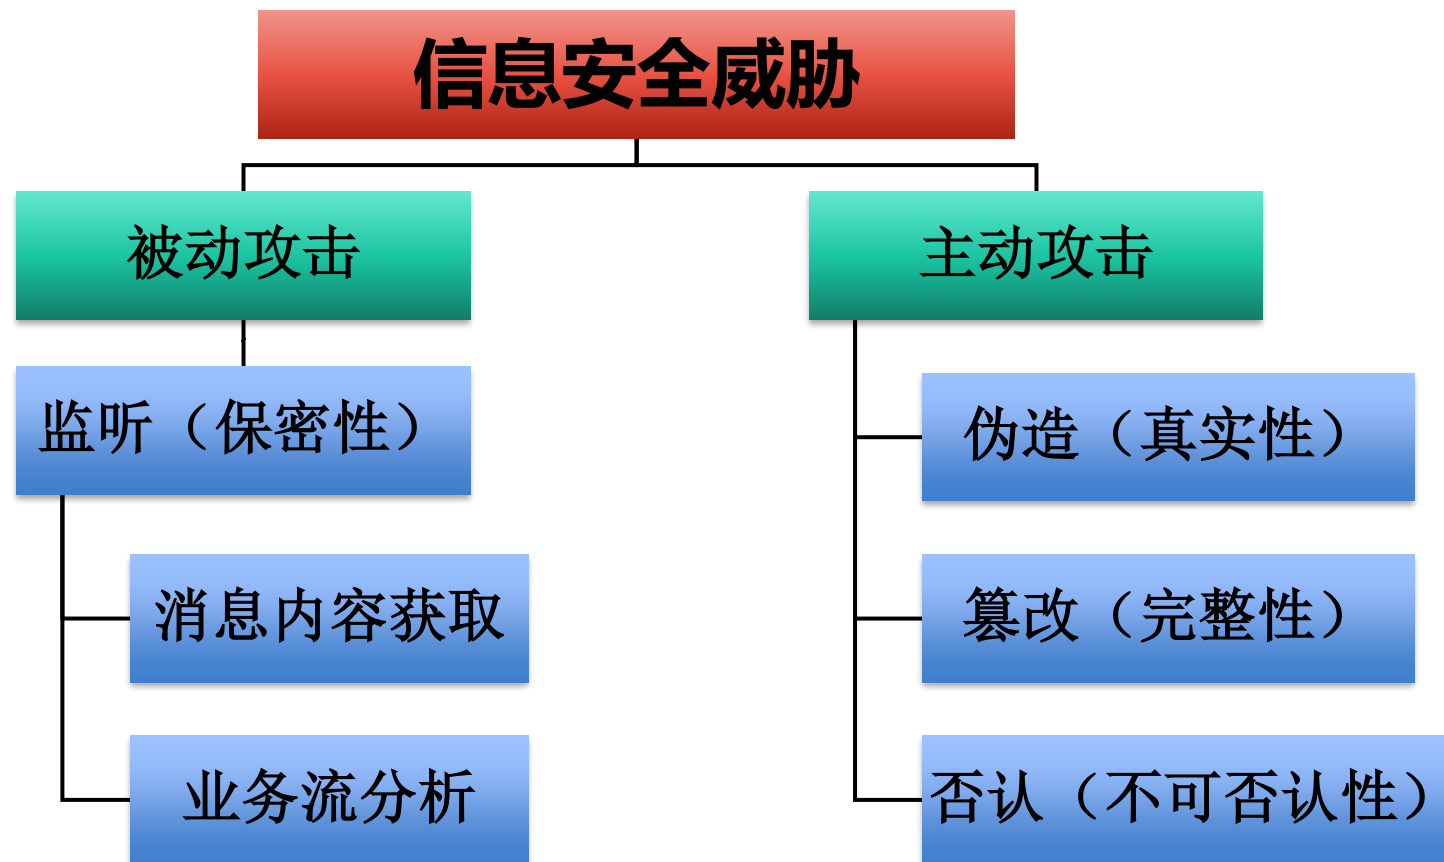 信息安全威胁
被动攻击
主动攻击
监听（保密性）
伪造（真实性）
消息内容获取
篡改（完整性）
业务流分析
否认（不可否认性）